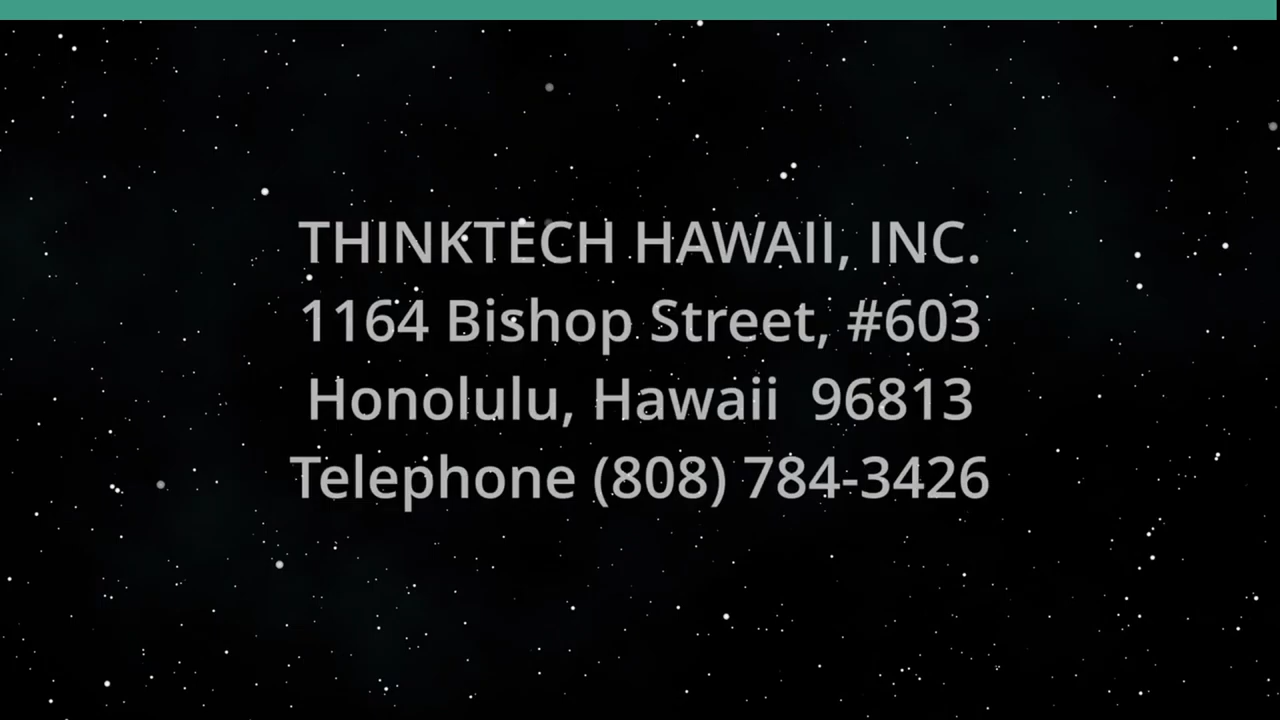 THINKTECH HAWAII, INC.
1164 Bishop Street, #603
Honolulu, Hawaii  96813
Telephone (808) 784-3426